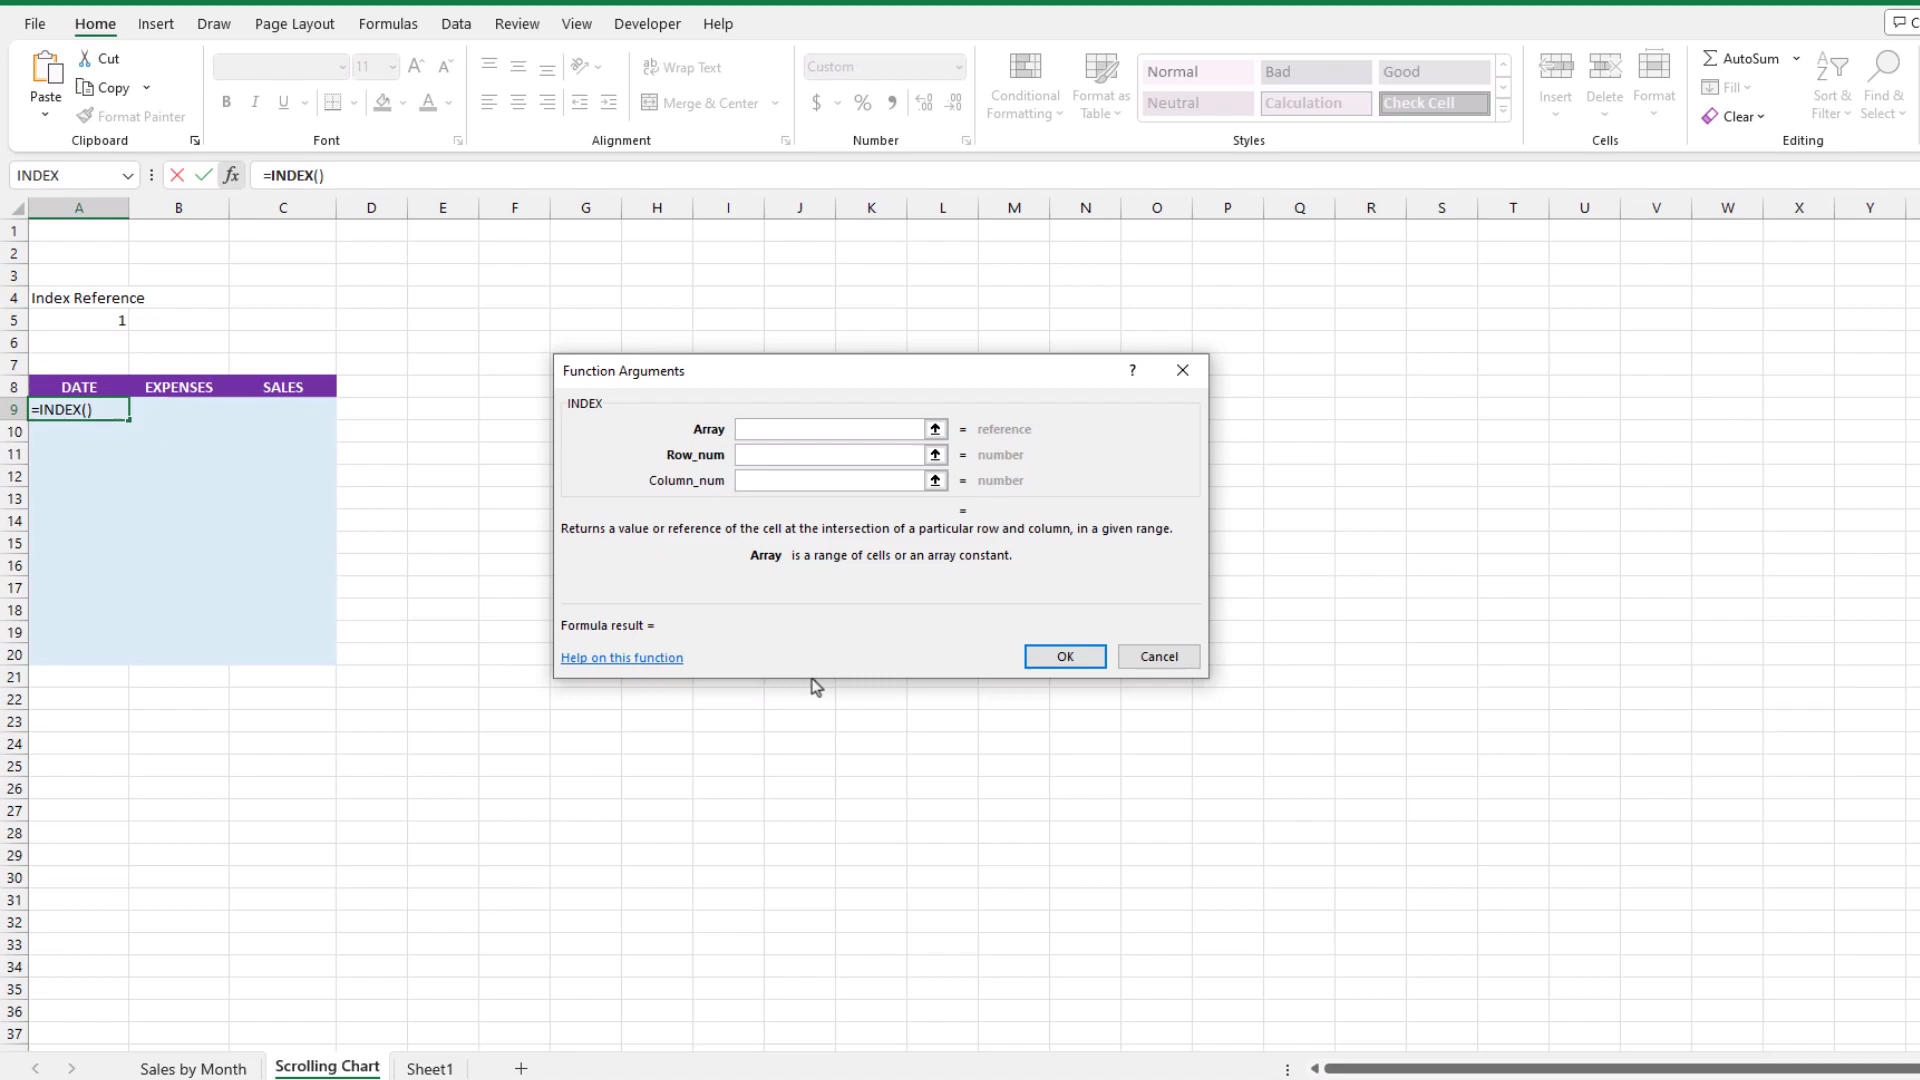 File Home Insert Draw Page Layout Formulas Data Review View Developer Help C
Paste Cut Copy Format Painter Clipboard
11 A A B I U A Font
ab Wrap Text Merge & Center Alignment
Custom $ % 9 .00 Number
Conditional Formatting Format as Table
Normal Bad Good
Neutral Calculation Check Cell
Styles
Insert Delete Format Cells
AutoSum Fill Clear Sort & Filter Find & Select Editing
INDEX fx =INDEX()
A B C D E F G H I J K L M N O P Q R S T U V W X Y
1
2
3
4 Index Reference
5 1
6
7
8 DATE EXPENSES SALES
9 =INDEX()
10
11
12
13
14
15
16
17
18
19
20
21
22
23
24
25
26
27
28
29
30
31
32
33
34
35
36
37
Function Arguments ?
INDEX
Array = reference
Row_num = number
Column_num = number
=
Returns a value or reference of the cell at the intersection of a particular row and column, in a given range.
Array is a range of cells or an array constant.
Formula result =
Help on this function OK Cancel
Sales by Month Scrolling Chart Sheet1 +